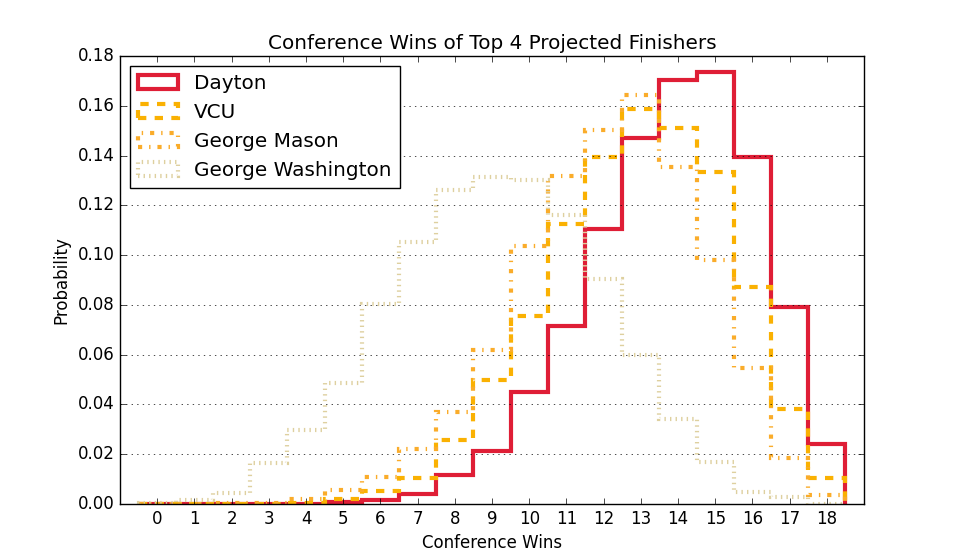 Conference Wins of Top 4 Projected Finishers
0.18
0.16
0.14
0.12
0.10
0.08
0.06
0.04
0.02
0.00
Probability
Dayton
VCU
George Mason
George Washington
0 1 2 3 4 5 6 7 8 9 10 11 12 13 14 15 16 17 18
Conference Wins